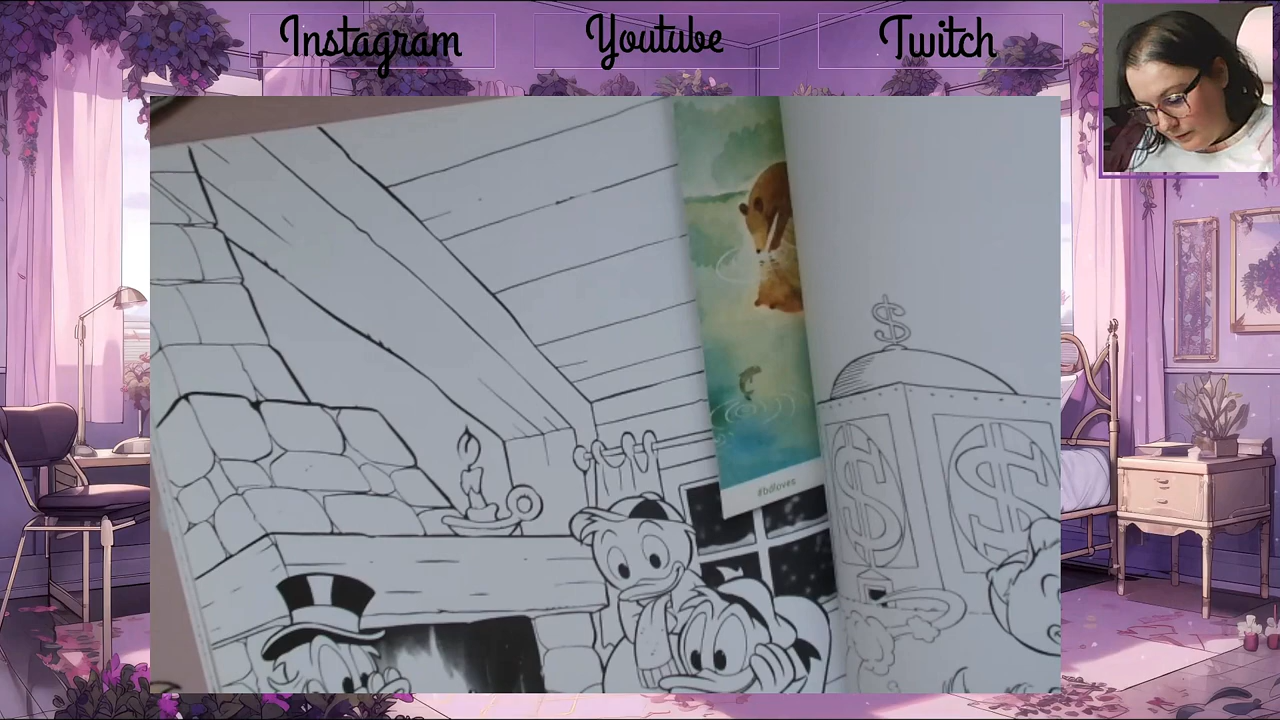 Instagram
Youtube
Twitch
#bdloves
$
$
$